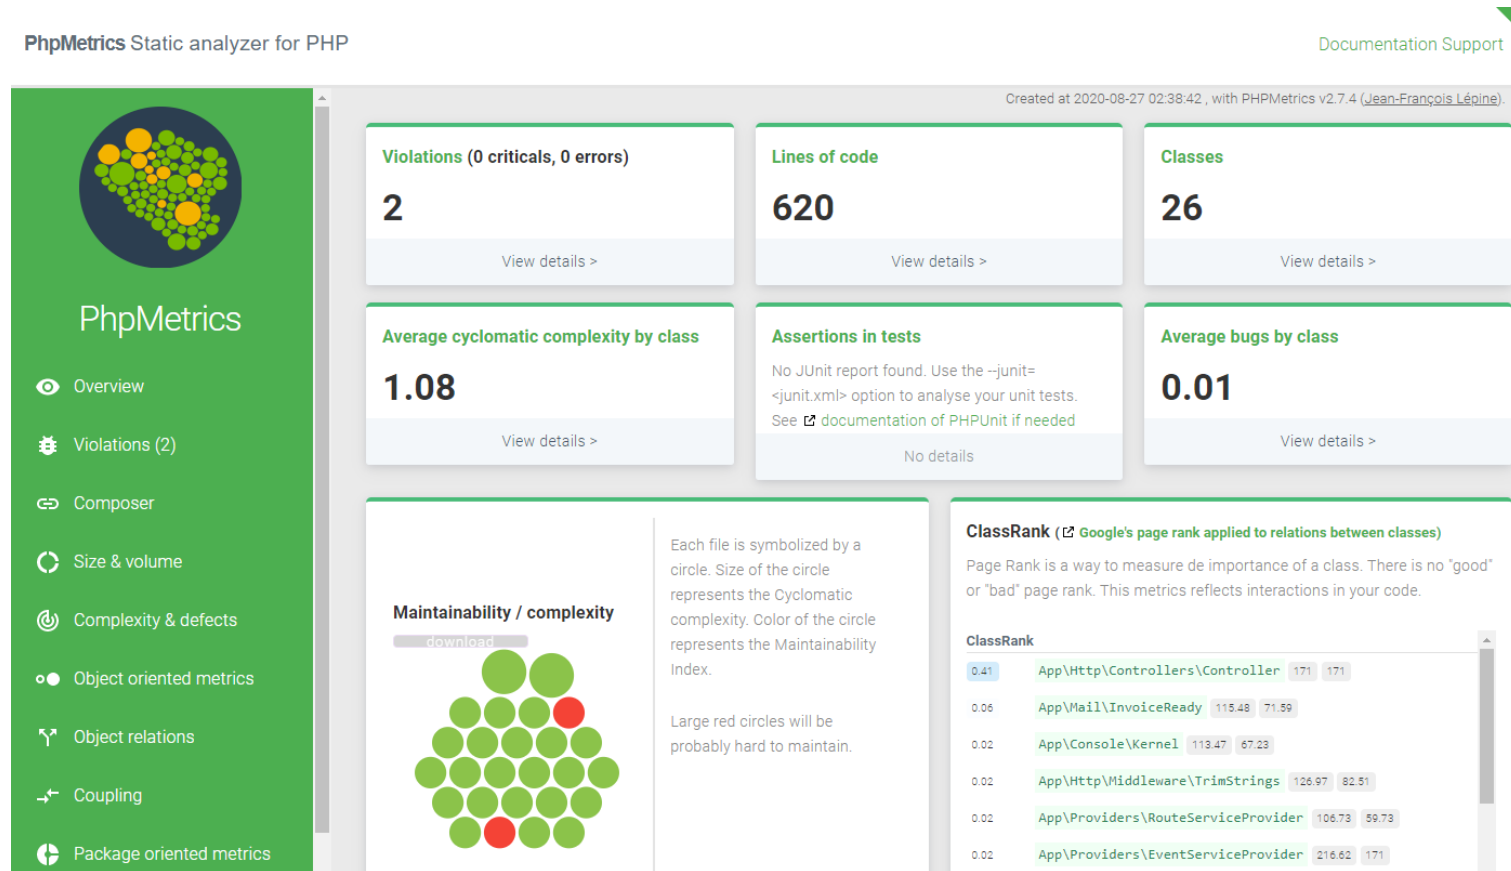 PhpMetrics Static analyzer for PHP
Documentation Support
Created at 2020-08-27 02:38:42 , with PHPMetrics v2.7.4 (Jean-François Lépine).
PhpMetrics
Overview
Violations (2)
Composer
Size & volume
Complexity & defects
Object oriented metrics
Object relations
Coupling
Package oriented metrics
Violations (0 criticals, 0 errors)
2
View details >
Lines of code
620
View details >
Classes
26
View details >
Average cyclomatic complexity by class
1.08
View details >
Assertions in tests
No JUnit report found. Use the --junit=
<junit.xml> option to analyse your unit tests.
See documentation of PHPUnit if needed
No details
Average bugs by class
0.01
View details >
Maintainability / complexity
download
Each file is symbolized by a
circle. Size of the circle
represents the Cyclomatic
complexity. Color of the circle
represents the Maintainability
Index.
Large red circles will be
probably hard to maintain.
ClassRank ( Google's page rank applied to relations between classes)
Page Rank is a way to measure de importance of a class. There is no "good"
or "bad" page rank. This metrics reflects interactions in your code.
ClassRank
0.41 App\Http\Controllers\Controller 171 171
0.06 App\Mail\InvoiceReady 115.48 71.59
0.02 App\Console\Kernel 113.47 67.23
0.02 App\Http\Middleware\TrimStrings 126.97 82.51
0.02 App\Providers\RouteServiceProvider 106.73 59.73
0.02 App\Providers\EventServiceProvider 216.62 171